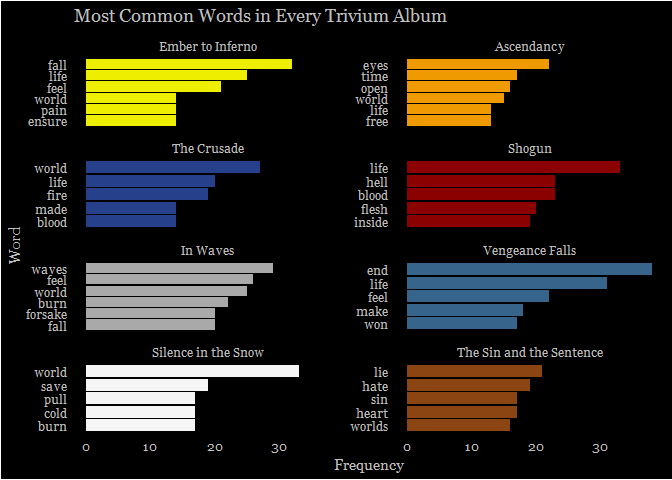 Most Common Words in Every Trivium Album
Ember to Inferno
fall
life
feel
world
pain
ensure
Ascendancy
eyes
time
open
world
life
free
The Crusade
world
life
fire
made
blood
Shogun
life
hell
blood
flesh
inside
Word
In Waves
waves
feel
world
burn
forsake
fall
Vengeance Falls
end
life
feel
make
won
Silence in the Snow
world
save
pull
cold
burn
The Sin and the Sentence
lie
hate
sin
heart
worlds
0 10 20 30 0 10 20 30
Frequency